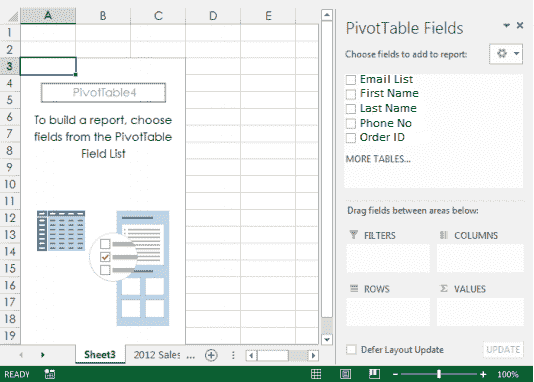 A B C D E
1
2
3
4
5
6
7
8
9
10
11
12
13
14
15
16
17
18
19
PivotTable4
To build a report, choose
fields from the PivotTable
Field List
Sheet3 2012 Sales ...
READY
100%
PivotTable Fields
Choose fields to add to report:
Email List
First Name
Last Name
Phone No
Order ID
MORE TABLES...
Drag fields between areas below:
FILTERS
COLUMNS
ROWS
Σ VALUES
Defer Layout Update
UPDATE